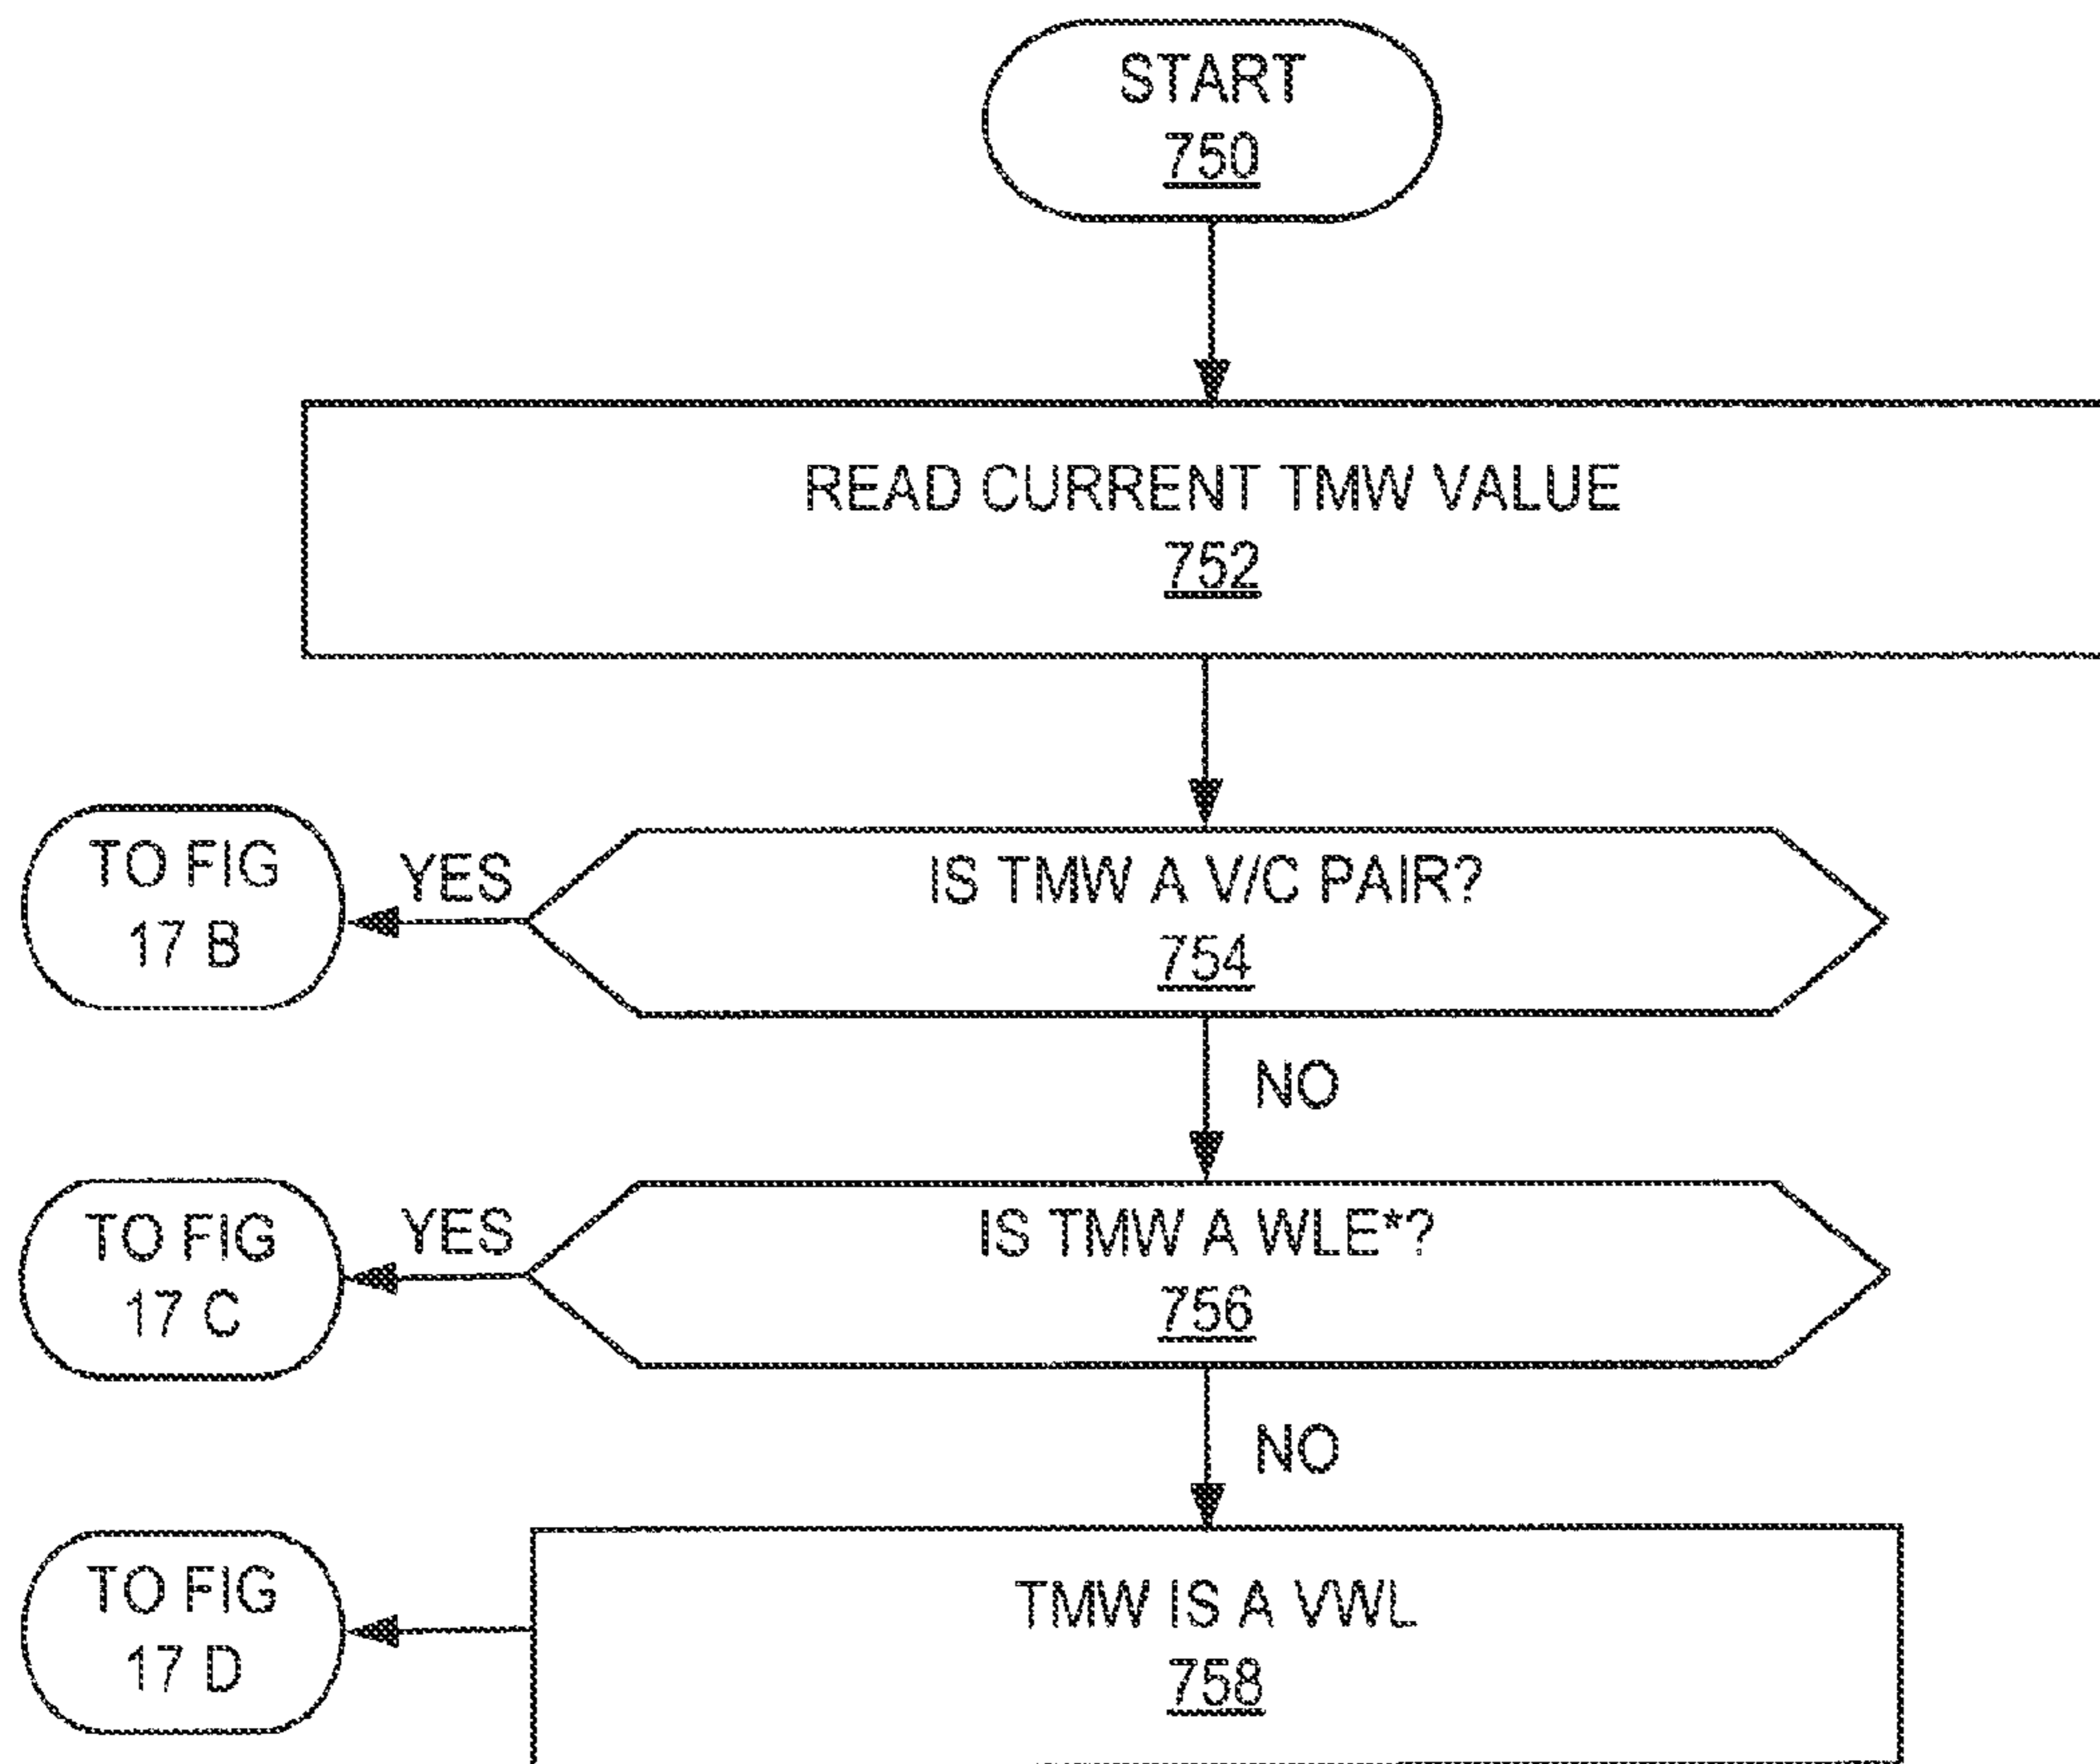 START
750
READ CURRENT TMW VALUE
752
TO FIG
17 B
YES
IS TMW A V/C PAIR?
754
NO
TO FIG
17 C
YES
IS TMW A WLE*?
756
NO
TO FIG
17 D
TMW IS A VWL
758